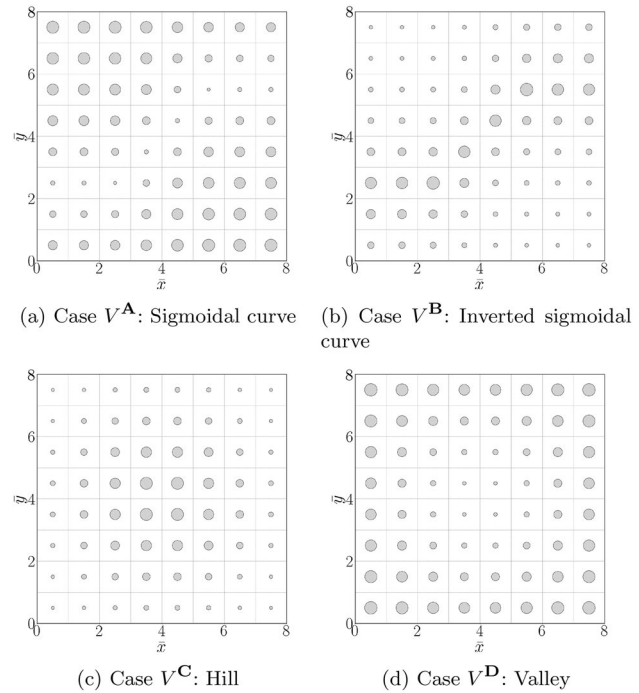 8
6
ȳ
4
2
0
0 2 4 6 8
x̄
(a) Case V^A: Sigmoidal curve
8
6
ȳ
4
2
0
0 2 4 6 8
x̄
(b) Case V^B: Inverted sigmoidal
curve
8
6
ȳ
4
2
0
0 2 4 6 8
x̄
(c) Case V^C: Hill
8
6
ȳ
4
2
0
0 2 4 6 8
x̄
(d) Case V^D: Valley